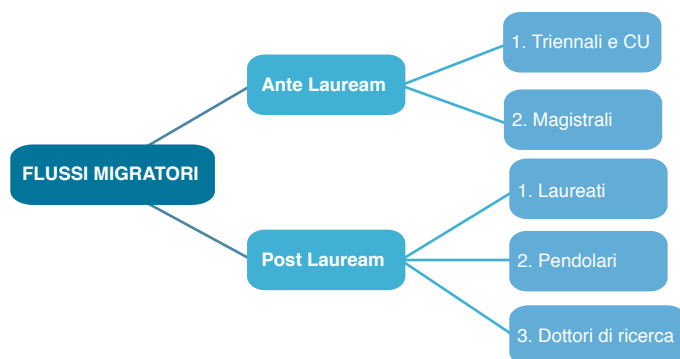 FLUSSI MIGRATORI
Ante Lauream
1. Triennali e CU
2. Magistrali
Post Lauream
1. Laureati
2. Pendolari
3. Dottori di ricerca